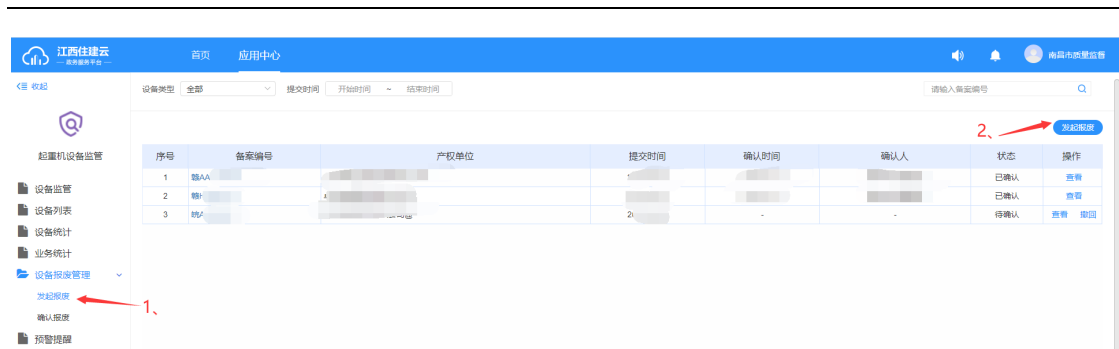 江西住建云
— 政务服务平台 —
首页 应用中心
南昌市质量监督
收起
设备类型 全部 提交时间 开始时间 ~ 结束时间 请输入备案编号
2、
发起报废
起重机设备监管
序号 备案编号 产权单位 提交时间 确认时间 确认人 状态 操作
1 赣AA 已确认 查看
2 赣 已确认 查看
3 皖A - - 待确认 查看 撤回
设备监管
设备列表
设备统计
业务统计
设备报废管理
发起报废
1、
确认报废
预警提醒